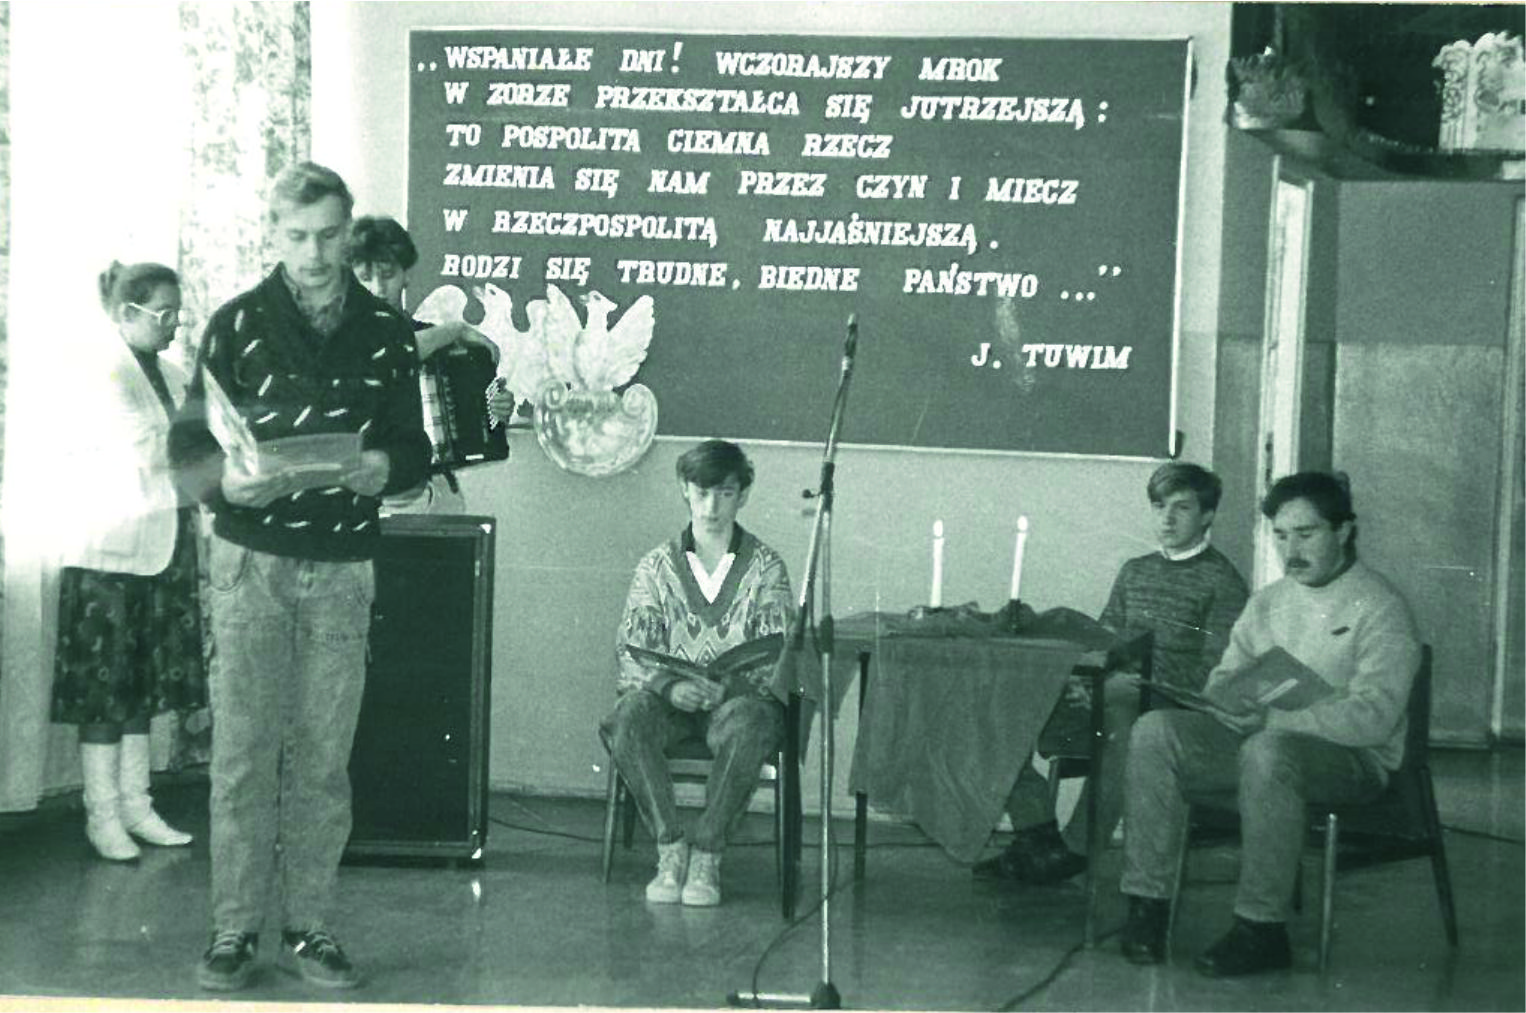 „WSPANIAŁE DNI! WCZORAJSZY MROK
W ZORZE PRZEKSZTAŁCA SIĘ JUTRZEJSZĄ:
TO POSPOLITA CIEMNA RZECZ
ZMIENIA SIĘ NAM PRZEZ CZYN I MIECZ
W RZECZPOSPOLITĄ NAJJAŚNIEJSZĄ.
RODZI SIĘ TRUDNE, BIEDNE PAŃSTWO ...”
J. TUWIM